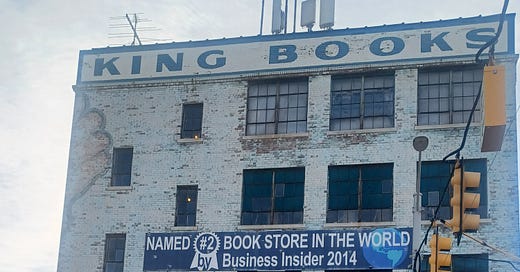 KING BOOKS
NAMED #2 BOOK STORE IN THE WORLD
by Business Insider 2014